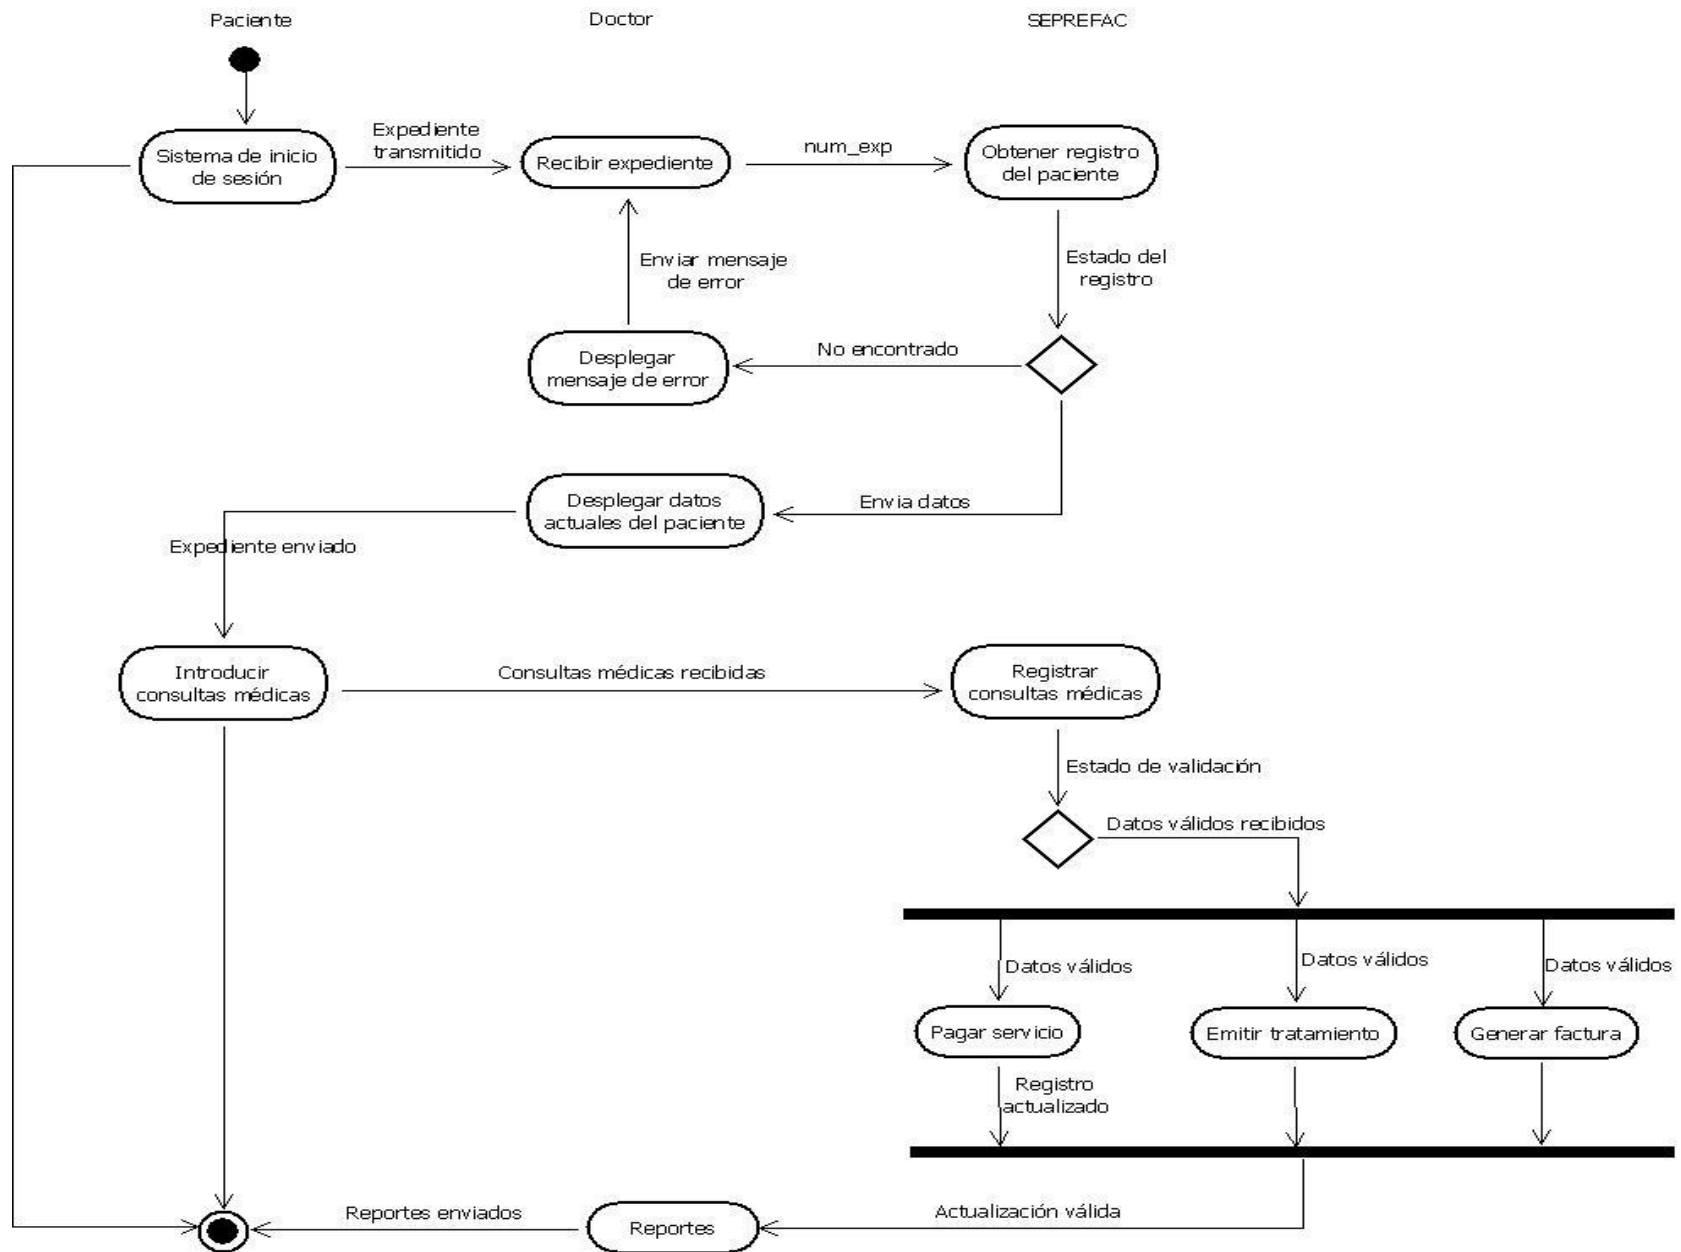 Paciente
Doctor
SEPREFAC
Sistema de inicio
de sesión
Expediente
transmitido
Recibir expediente
num_exp
Obtener registro
del paciente
Enviar mensaje
de error
Estado del
registro
Desplegar
mensaje de error
No encontrado
Desplegar datos
actuales del paciente
Envia datos
Expediente enviado
Introducir
consultas médicas
Consultas médicas recibidas
Registrar
consultas médicas
Estado de validación
Datos válidos recibidos
Datos válidos
Datos válidos
Datos válidos
Pagar servicio
Emitir tratamiento
Generar factura
Registro
actualizado
Reportes enviados
Reportes
Actualización válida